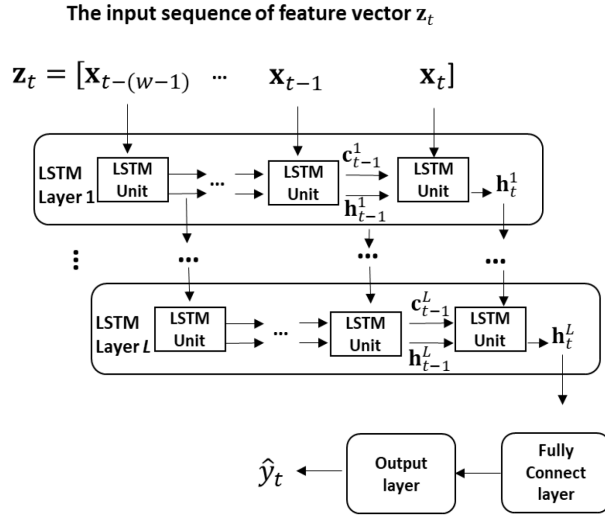 The input sequence of feature vector z_t
z_t = [x_{t-(w-1)} ... x_{t-1} x_t]
LSTM Layer 1
LSTM Unit
...
LSTM Unit
c^1_{t-1}
h^1_{t-1}
LSTM Unit
h^1_t
⋮
...
...
...
LSTM Layer L
LSTM Unit
...
LSTM Unit
c^L_{t-1}
h^L_{t-1}
LSTM Unit
h^L_t
ŷ_t
Output
layer
Fully
Connect
layer